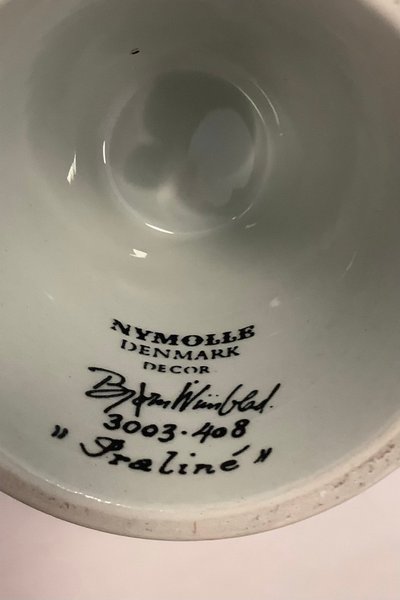 NYMOLLE
DENMARK
DECOR
Bjørn Wiinblad.
3003-408
"Praliné"